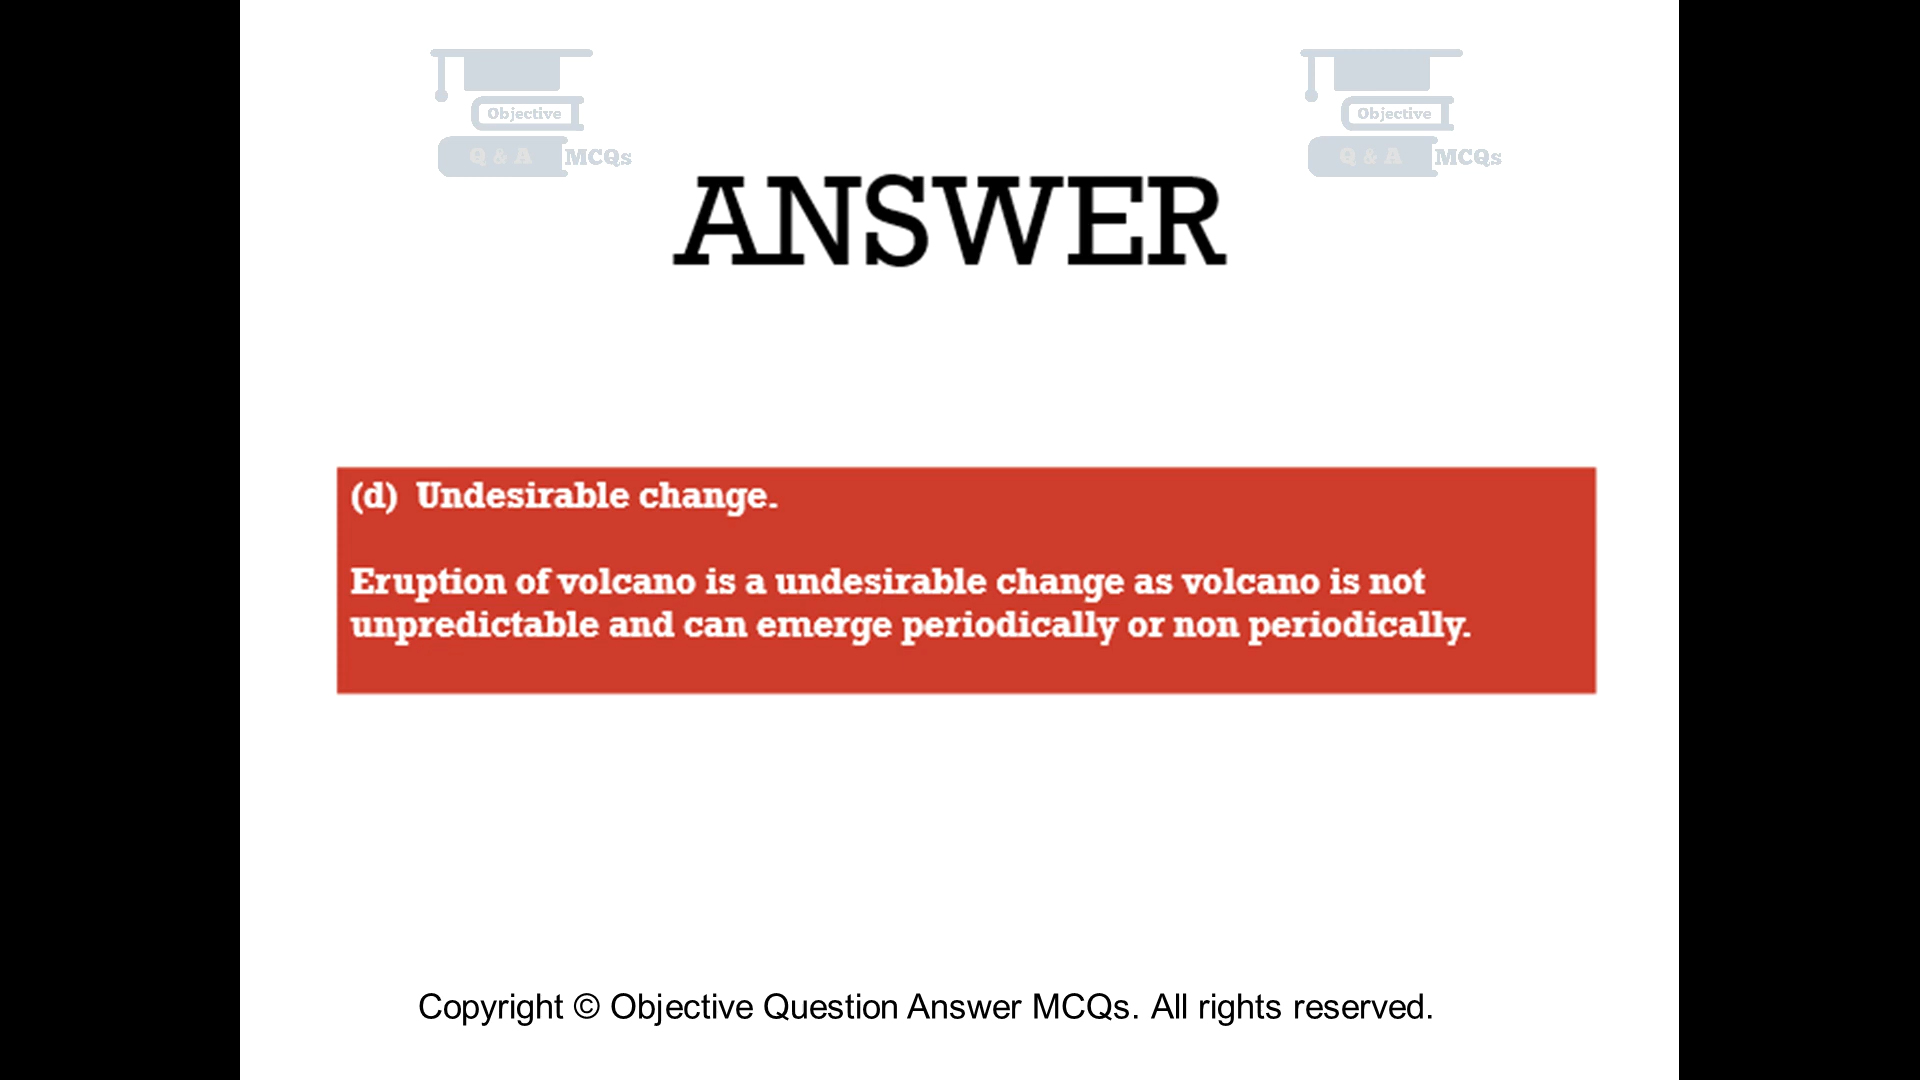 Objective
Q & A MCQs
Objective
Q & A MCQs
ANSWER
(d) Undesirable change.
Eruption of volcano is a undesirable change as volcano is not
unpredictable and can emerge periodically or non periodically.
Copyright © Objective Question Answer MCQs. All rights reserved.